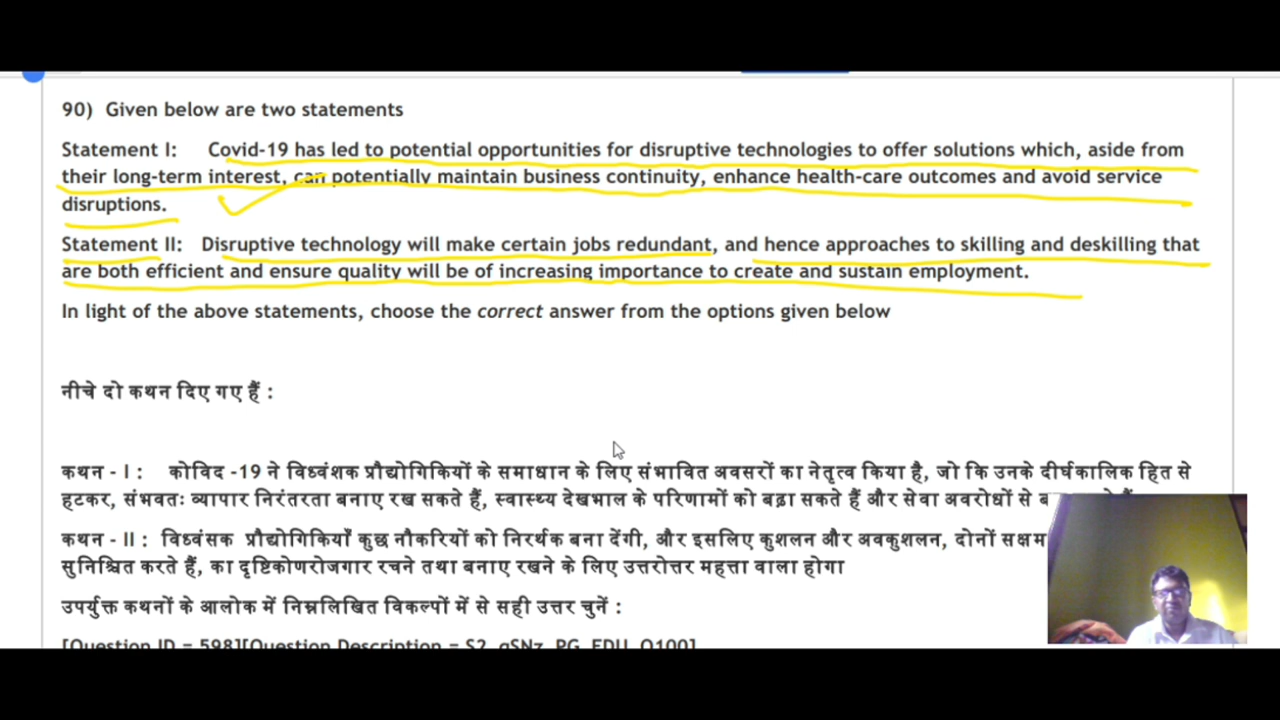 90) Given below are two statements
Statement I: Covid-19 has led to potential opportunities for disruptive technologies to offer solutions which, aside from
their long-term interest, can potentially maintain business continuity, enhance health-care outcomes and avoid service
disruptions.
Statement II: Disruptive technology will make certain jobs redundant, and hence approaches to skilling and deskilling that
are both efficient and ensure quality will be of increasing importance to create and sustain employment.
In light of the above statements, choose the correct answer from the options given below
नीचे दो कथन दिए गए हैं :
कथन - I : कोविद -19 ने विध्वंशक प्रौद्योगिकियों के समाधान के लिए संभावित अवसरों का नेतृत्व किया है, जो कि उनके दीर्घकालिक हित से
हटकर, संभवतः व्यापार निरंतरता बनाए रख सकते हैं, स्वास्थ्य देखभाल के परिणामों को बढ़ा सकते हैं और सेवा अवरोधों से
कथन - II : विध्वंसक प्रौद्योगिकियाँ कुछ नौकरियों को निरर्थक बना देंगी, और इसलिए कुशलन और अवकुशलन, दोनों सक्षम
सुनिश्चित करते हैं, का दृष्टिकोणरोजगार रचने तथा बनाए रखने के लिए उत्तरोत्तर महत्ता वाला होगा
उपर्युक्त कथनों के आलोक में निम्नलिखित विकल्पों में से सही उत्तर चुनें :
[Question ID = 598][Question Description = S2_qSNz_PG_EDU_Q100]